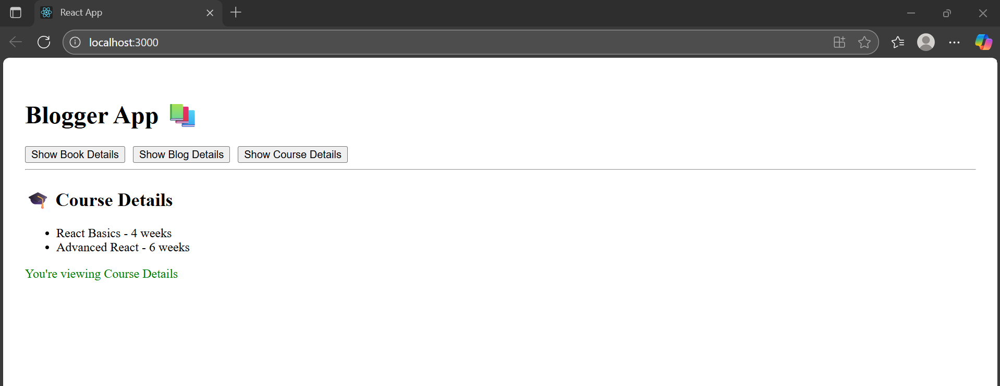 React App
localhost:3000
Blogger App
Show Book Details Show Blog Details Show Course Details
Course Details
• React Basics - 4 weeks
• Advanced React - 6 weeks
You're viewing Course Details